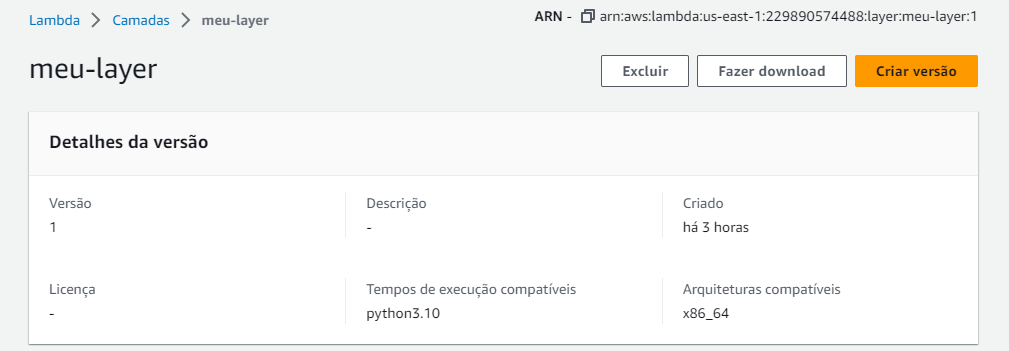 Lambda > Camadas > meu-layer
ARN - arn:aws:lambda:us-east-1:229890574488:layer:meu-layer:1
meu-layer
Excluir Fazer download Criar versão
Detalhes da versão
Versão Descrição Criado
1 - há 3 horas
Licença Tempos de execução compatíveis Arquiteturas compatíveis
- python3.10 x86_64